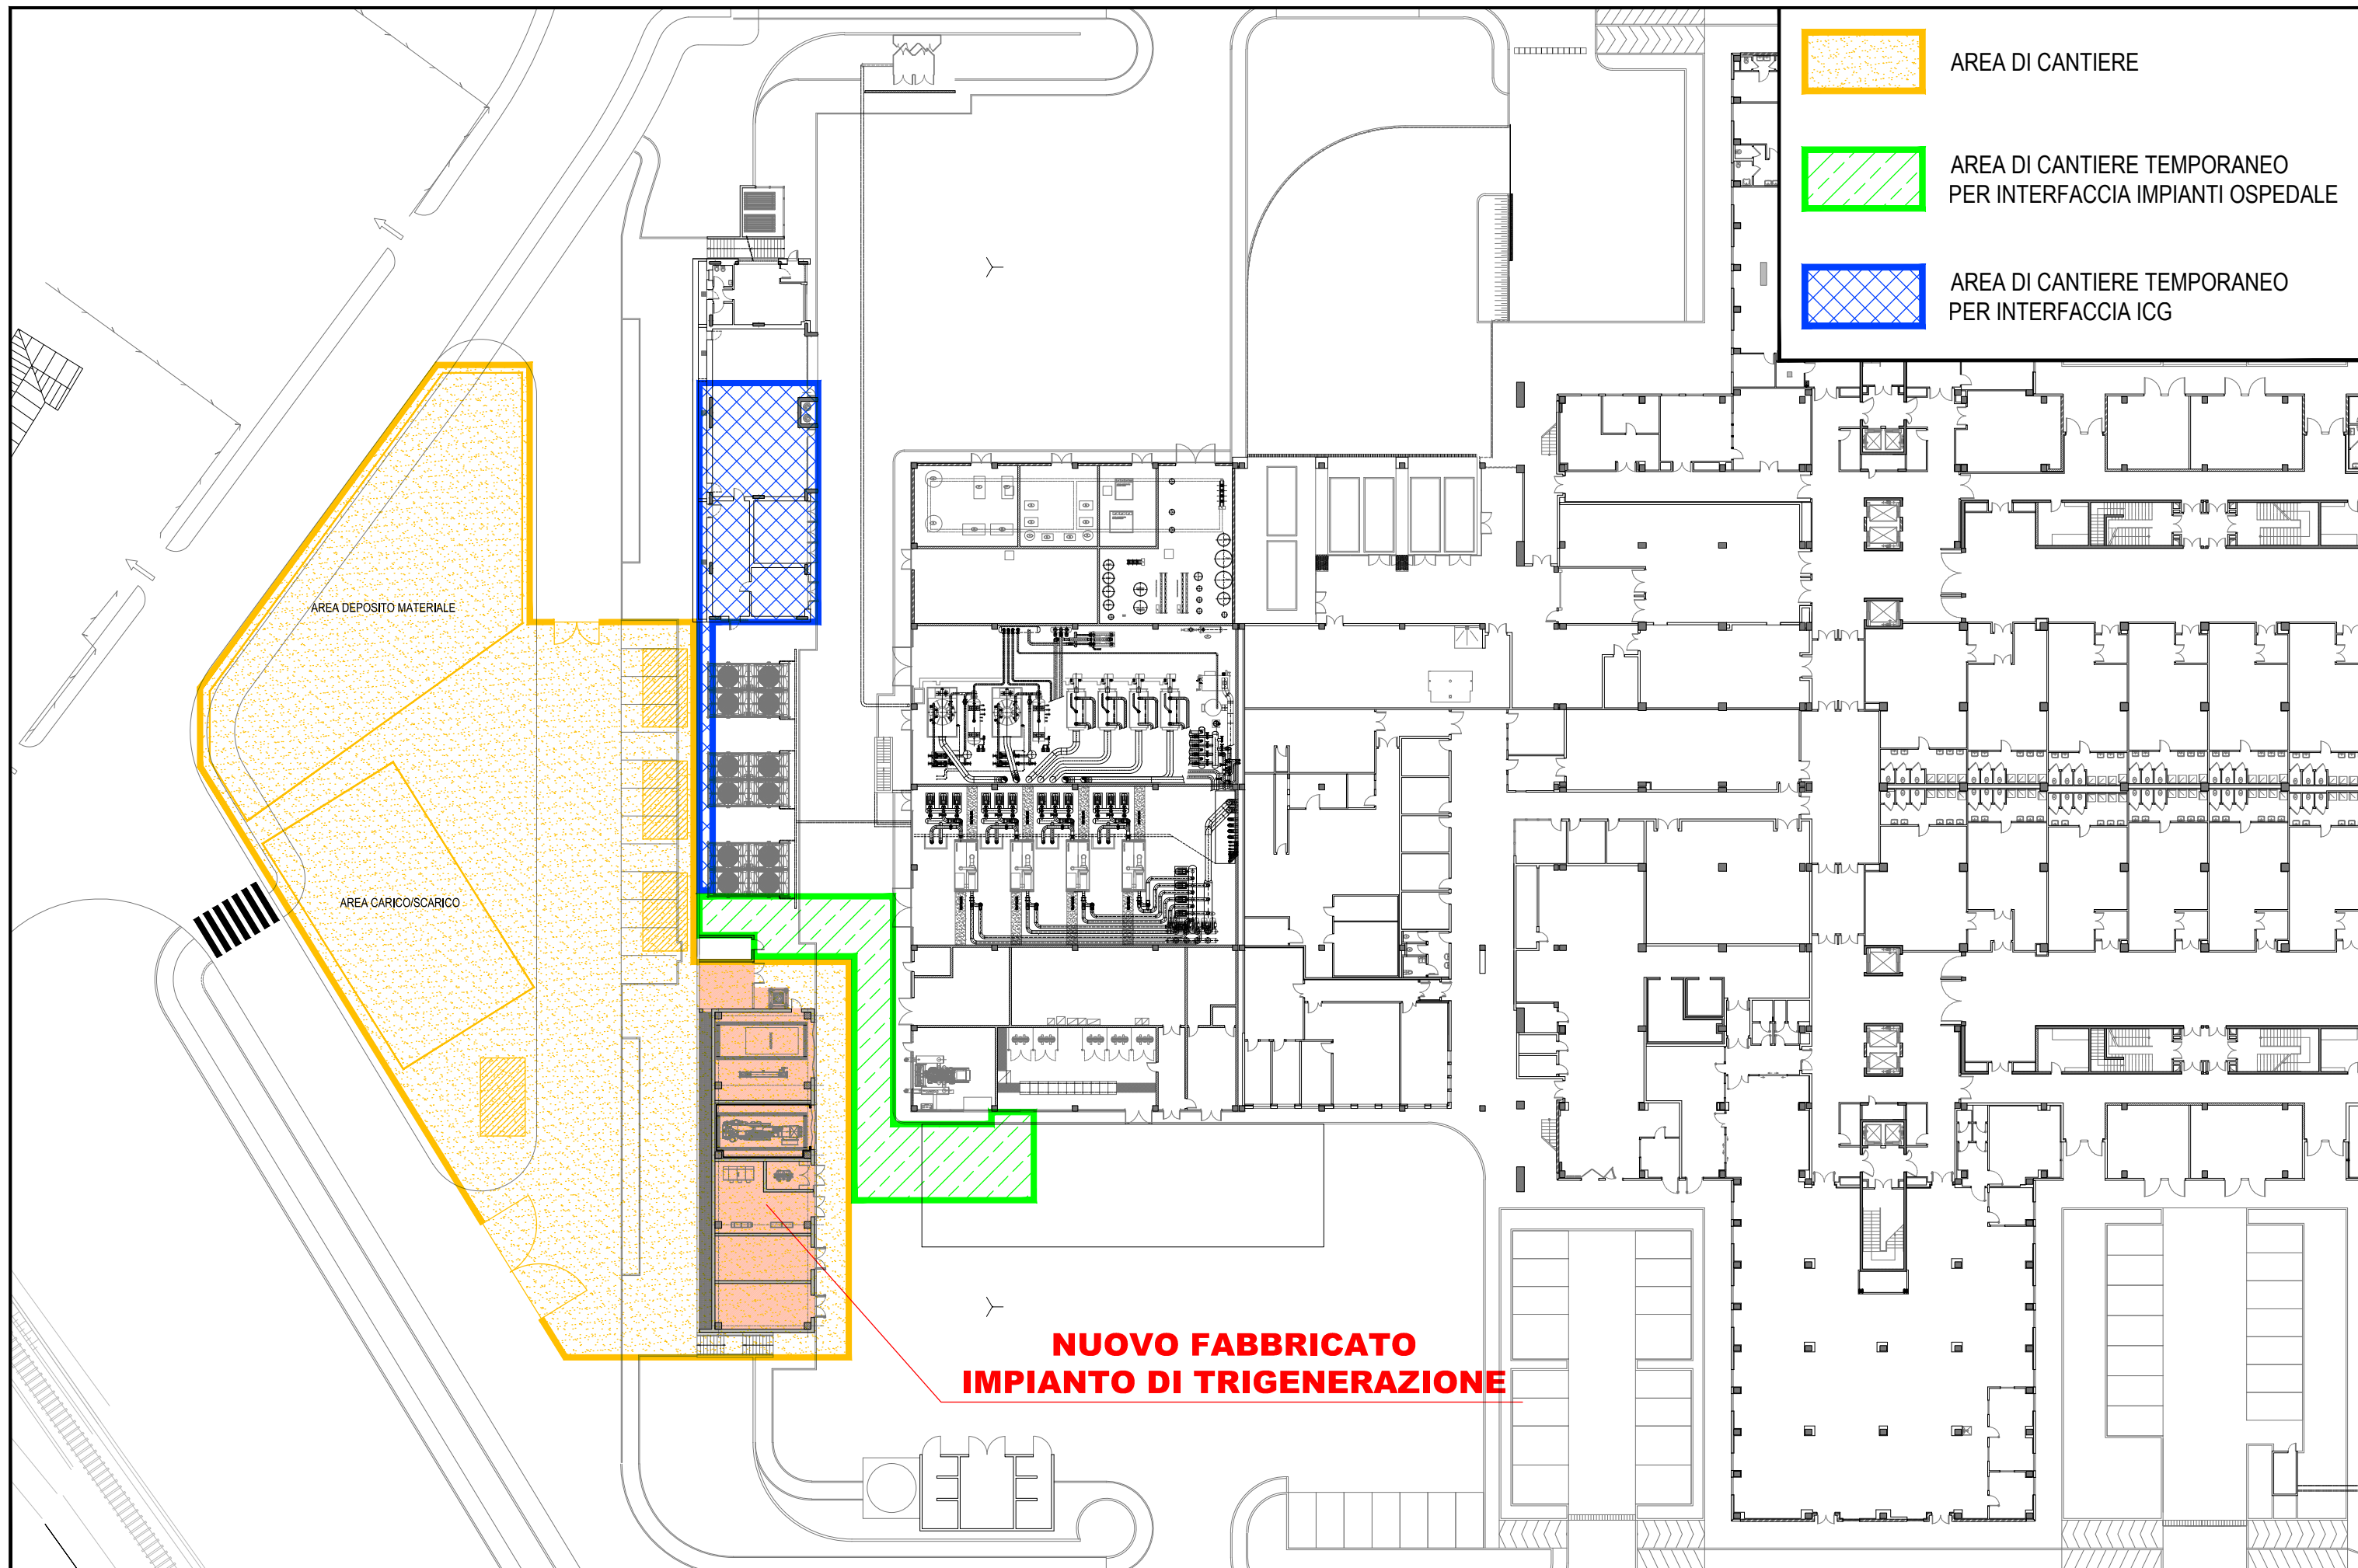 AREA DI CANTIERE
AREA DI CANTIERE TEMPORANEO
PER INTERFACCIA IMPIANTI OSPEDALE
AREA DI CANTIERE TEMPORANEO
PER INTERFACCIA ICG
AREA DEPOSITO MATERIALE
AREA CARICO/SCARICO
NUOVO FABBRICATO
IMPIANTO DI TRIGENERAZIONE